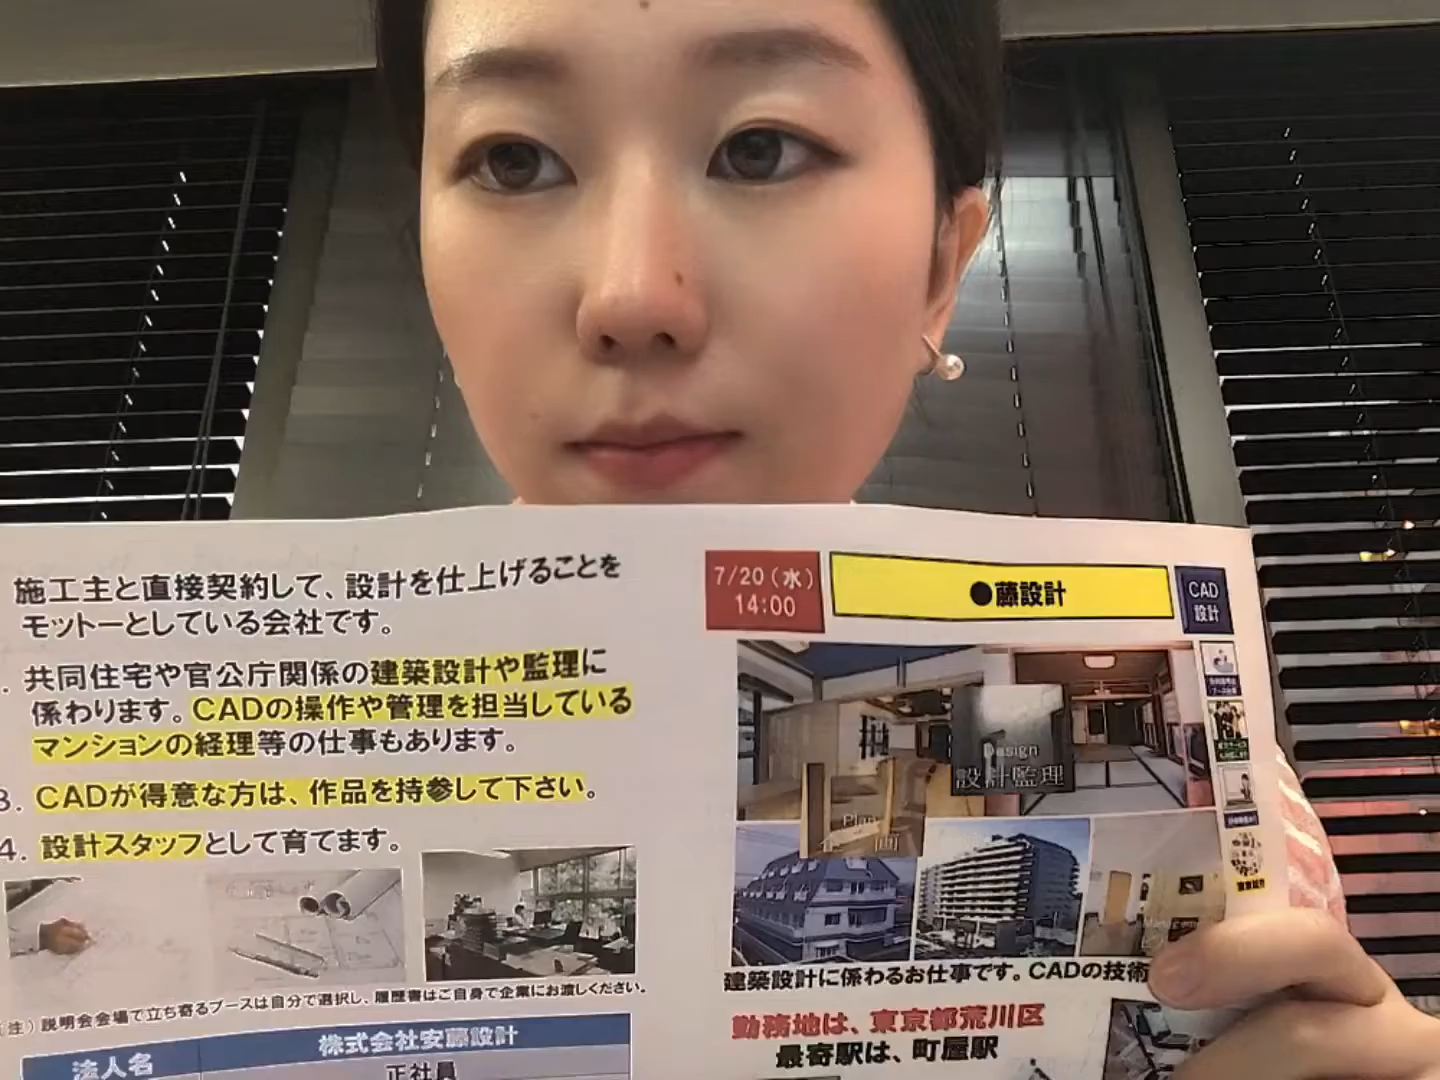 施工主と直接契約して、設計を仕上げることを
モットーとしている会社です。
共同住宅や官公庁関係の建築設計や監理に
係わります。CADの操作や管理を担当している
マンションの経理等の仕事もあります。
3. CADが得意な方は、作品を持参して下さい。
4. 設計スタッフとして育てます。
注）説明会会場で立ち寄るブースは自分で選択し、履歴書はご自身で企業にお渡しください。
法人名
株式会社安藤設計
正社員
7/20（水）
14:00
●藤設計
CAD
設計
Design
設計監理
Plan
画
建築設計に係わるお仕事です。CADの技術
勤務地は、東京都荒川区
最寄駅は、町屋駅